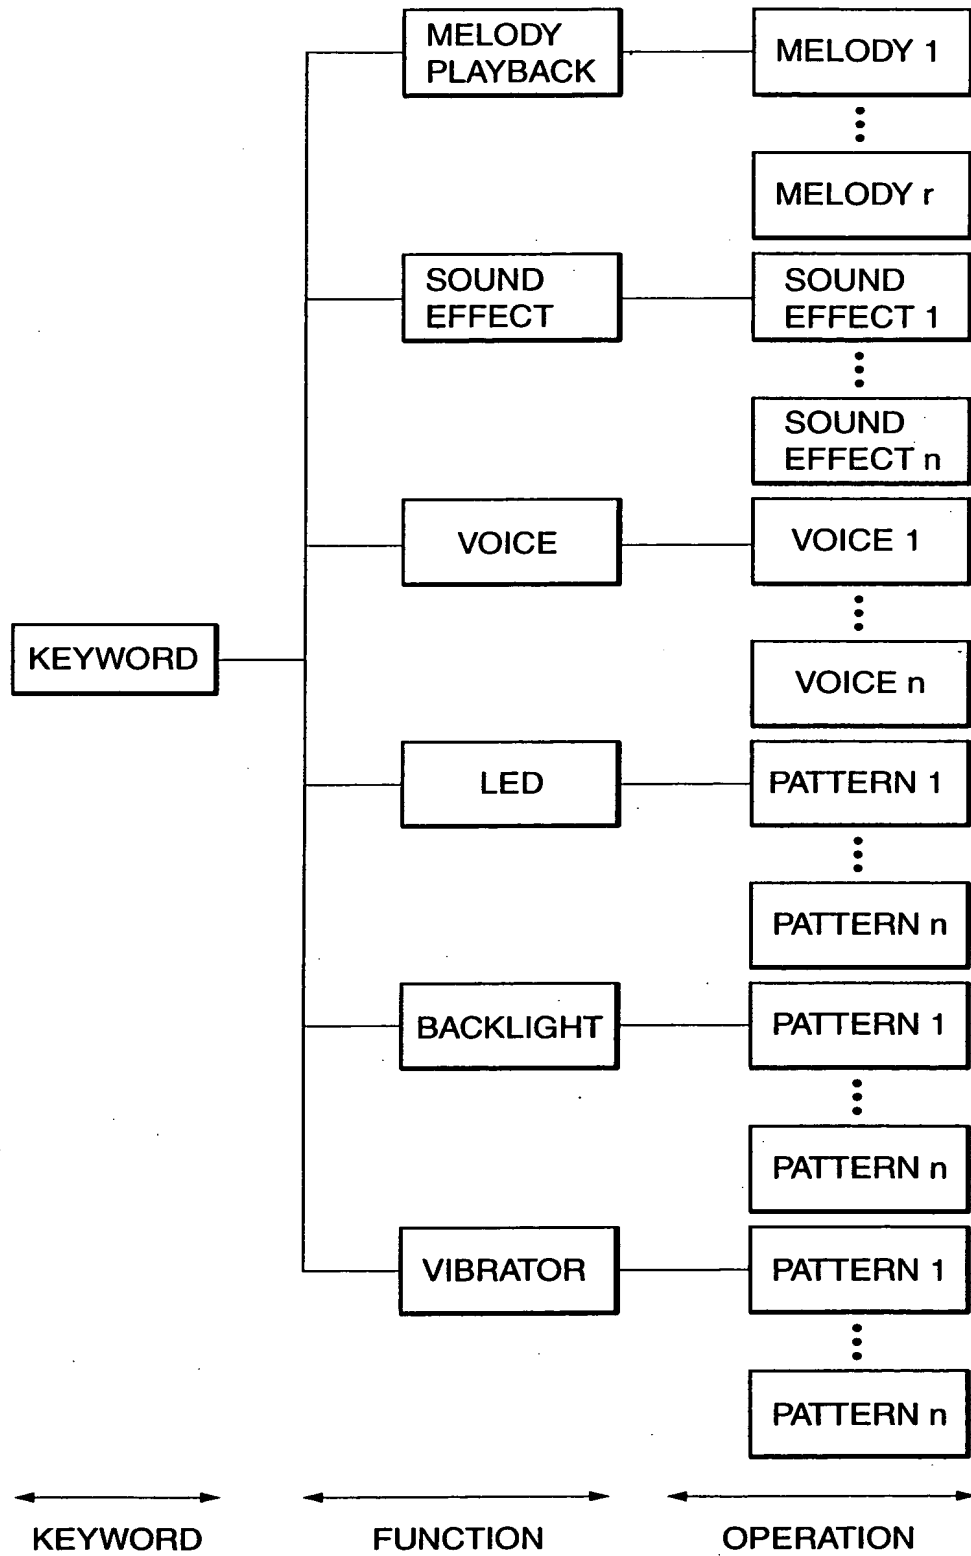 MELODY
PLAYBACK
MELODY 1
MELODY r
SOUND
EFFECT
SOUND
EFFECT 1
SOUND
EFFECT n
VOICE
VOICE 1
VOICE n
KEYWORD
LED
PATTERN 1
PATTERN n
BACKLIGHT
PATTERN 1
PATTERN n
VIBRATOR
PATTERN 1
PATTERN n
KEYWORD
FUNCTION
OPERATION